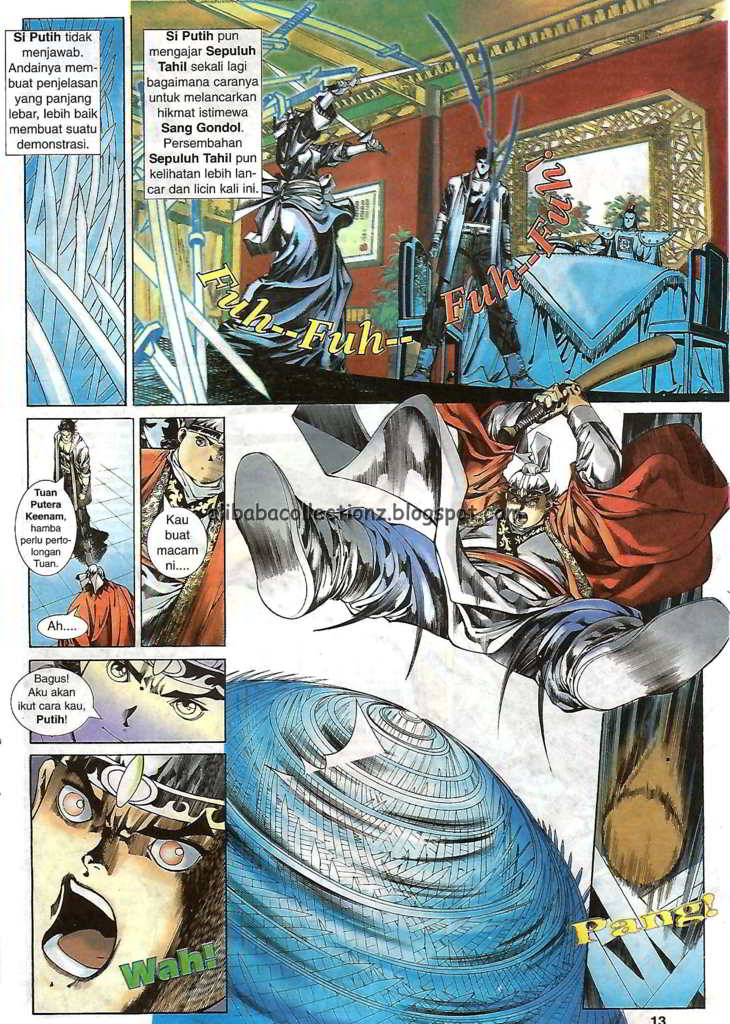 Si Putih tidak
menjawab.
Andainya mem-
buat penjelasan
yang panjang
lebar, lebih baik
membuat suatu
demonstrasi.
Si Putih pun
mengajar Sepuluh
Tahil sekali lagi
bagaimana caranya
untuk melancarkan
hikmat istimewa
Sang Gondol.
Persembahan
Sepuluh Tahil pun
kelihatan lebih lan-
car dan licin kali ini.
Fuh--Fuh--
Fuh--Fuh!
Tuan
Putera
Keenam,
hamba
perlu perto-
longan
Tuan.
Ah....
Kau
buat
macam
ni....
alibabacollectionz.blogspot.com
Bagus!
Aku akan
ikut cara kau,
Putih!
Wah!
Pang!
13